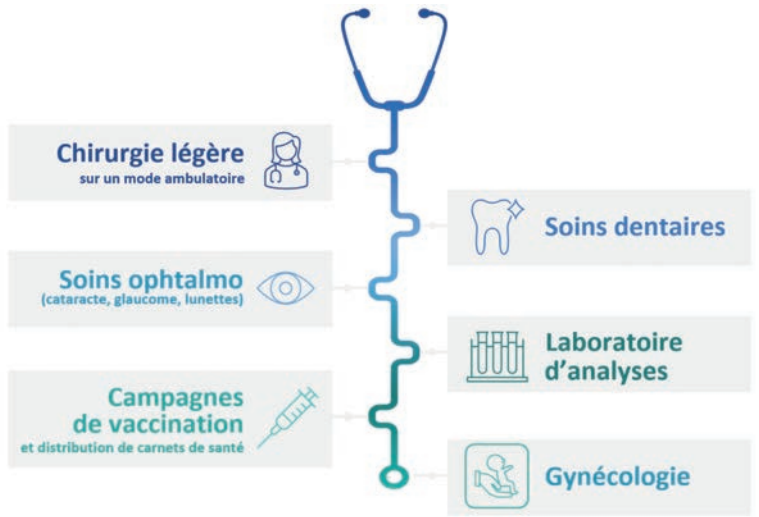 Chirurgie légère
sur un mode ambulatoire
Soins dentaires
Soins ophtalmo
(cataracte, glaucome, lunettes)
Laboratoire
d'analyses
Campagnes
de vaccination
et distribution de carnets de santé
Gynécologie